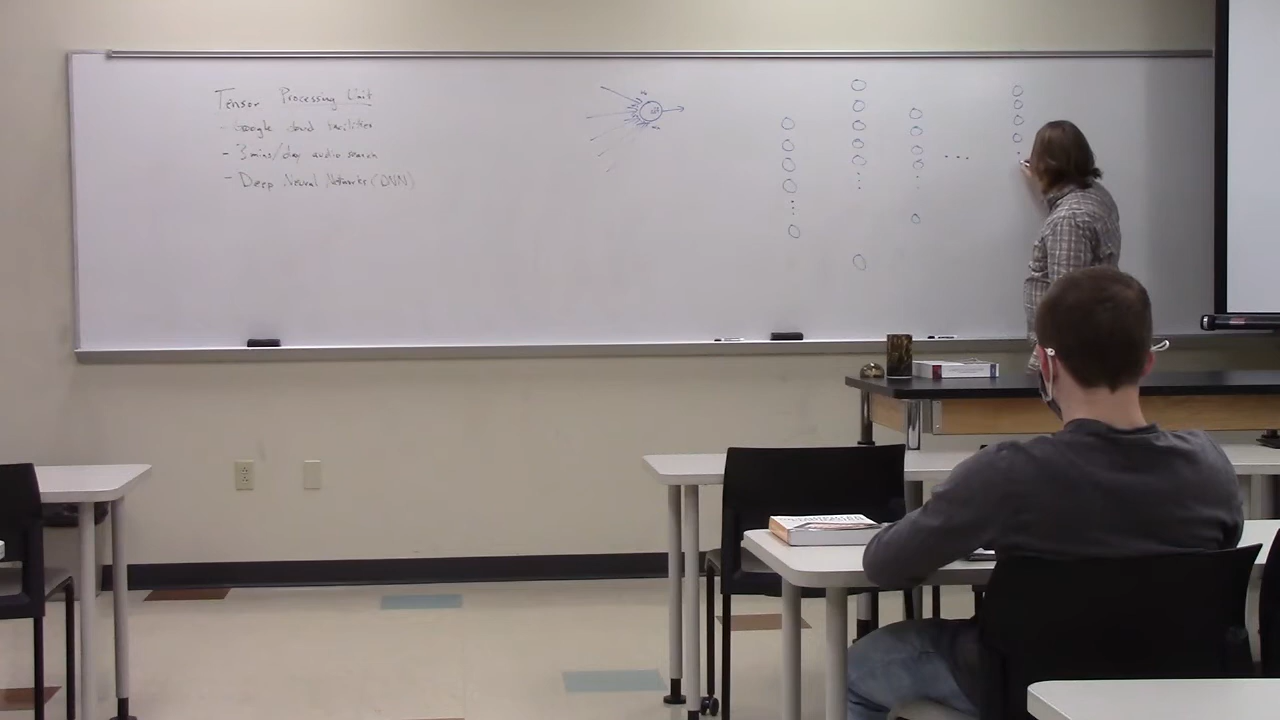 Tensor Processing Unit
- Google cloud facilities
- 3 mins/day audio search
- Deep Neural Networks (DNN)